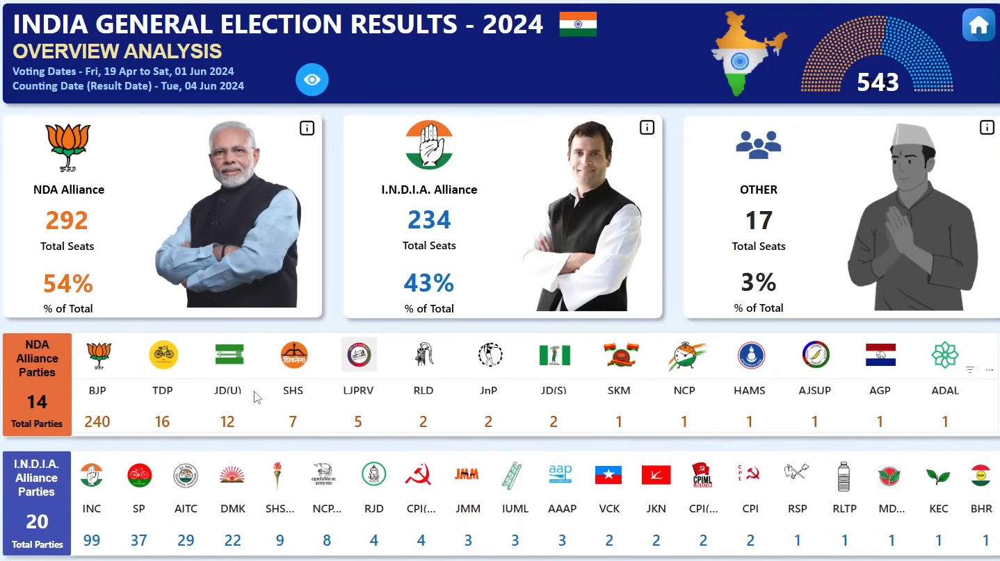 INDIA GENERAL ELECTION RESULTS - 2024
OVERVIEW ANALYSIS
Voting Dates - Fri, 19 Apr to Sat, 01 Jun 2024
Counting Date (Result Date) - Tue, 04 Jun 2024
543
NDA Alliance
292
Total Seats
54%
% of Total
I.N.D.I.A. Alliance
234
Total Seats
43%
% of Total
OTHER
17
Total Seats
3%
% of Total
NDA
Alliance
Parties
14
Total Parties
शिवसेना
BJP TDP JD(U) SHS LJPRV RLD JnP JD(S) SKM NCP HAMS AJSUP AGP ADAL
240 16 12 7 5 2 2 2 1 1 1 1 1 1
I.N.D.I.A.
Alliance
Parties
20
Total Parties
JMM
aap
CPIML
LIBERATION
CPI
INC SP AITC DMK SHS... NCP... RJD CPI(... JMM IUML AAAP VCK JKN CPI(... CPI RSP RLTP MD... KEC BHR
99 37 29 22 9 8 4 4 3 3 3 2 2 2 2 1 1 1 1 1